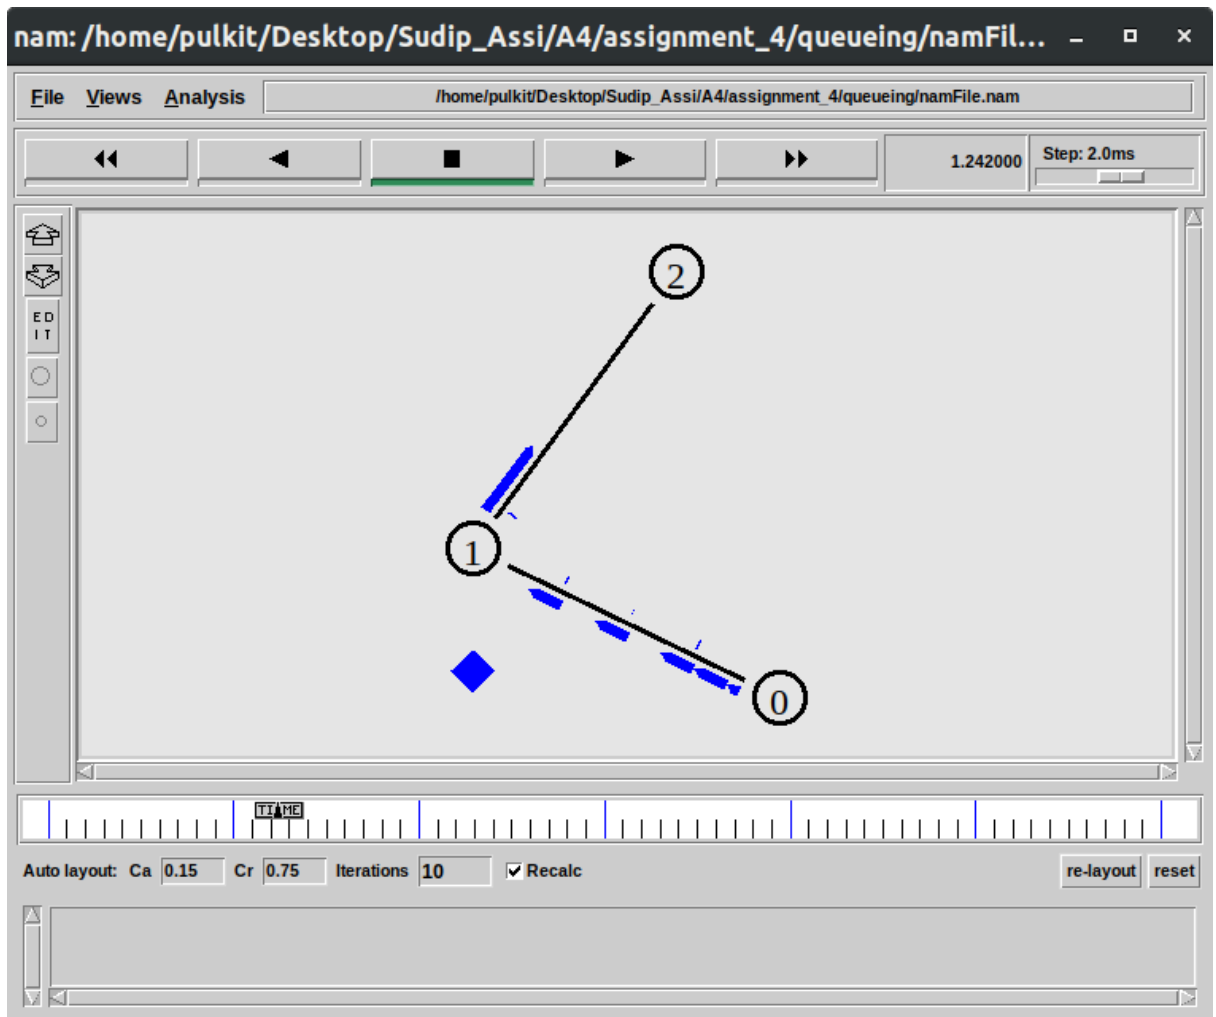 nam: /home/pulkit/Desktop/Sudip_Assi/A4/assignment_4/queueing/namFil...
File Views Analysis /home/pulkit/Desktop/Sudip_Assi/A4/assignment_4/queueing/namFile.nam
1.242000 Step: 2.0ms
2
ED
IT
1
0
TIME
Auto layout: Ca 0.15 Cr 0.75 Iterations 10 Recalc re-layout reset